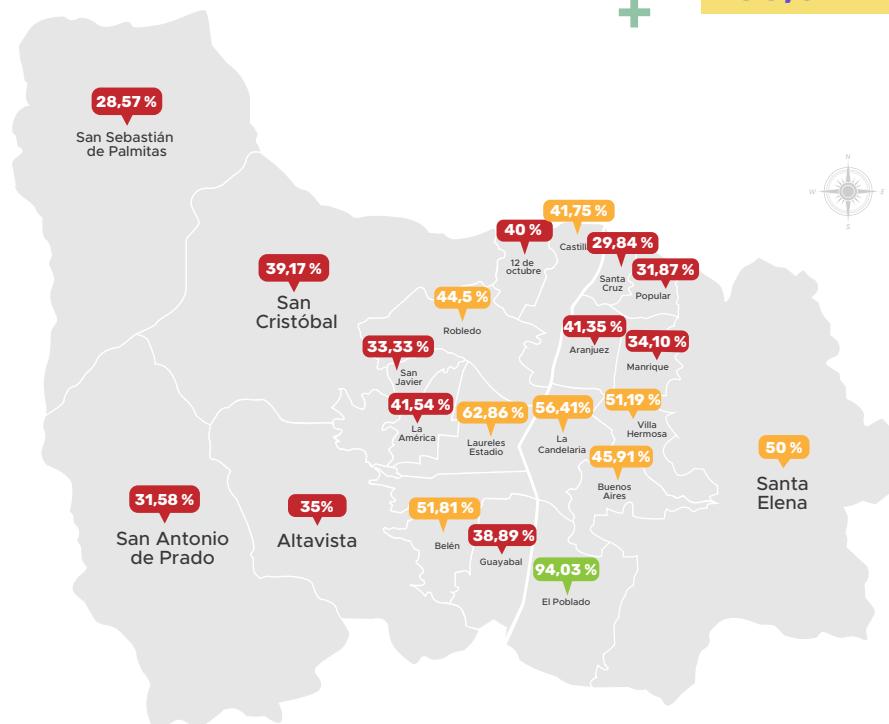 28,57 %
San Sebastián
de Palmitas
N
W
E
S
41,75 %
Castilla
40 %
12 de
octubre
29,84 %
Santa
Cruz
31,87 %
Popular
39,17 %
San
Cristóbal
44,5 %
Robledo
41,35 %
Aranjuez
34,10 %
Manrique
33,33 %
San
Javier
41,54 %
La
América
62,86 %
Laureles
Estadio
56,41%
La
Candelaria
51,19 %
Villa
Hermosa
45,91 %
Buenos
Aires
50 %
Santa
Elena
31,58 %
San Antonio
de Prado
35%
Altavista
51,81 %
Belén
38,89 %
Guayabal
94,03 %
El Poblado